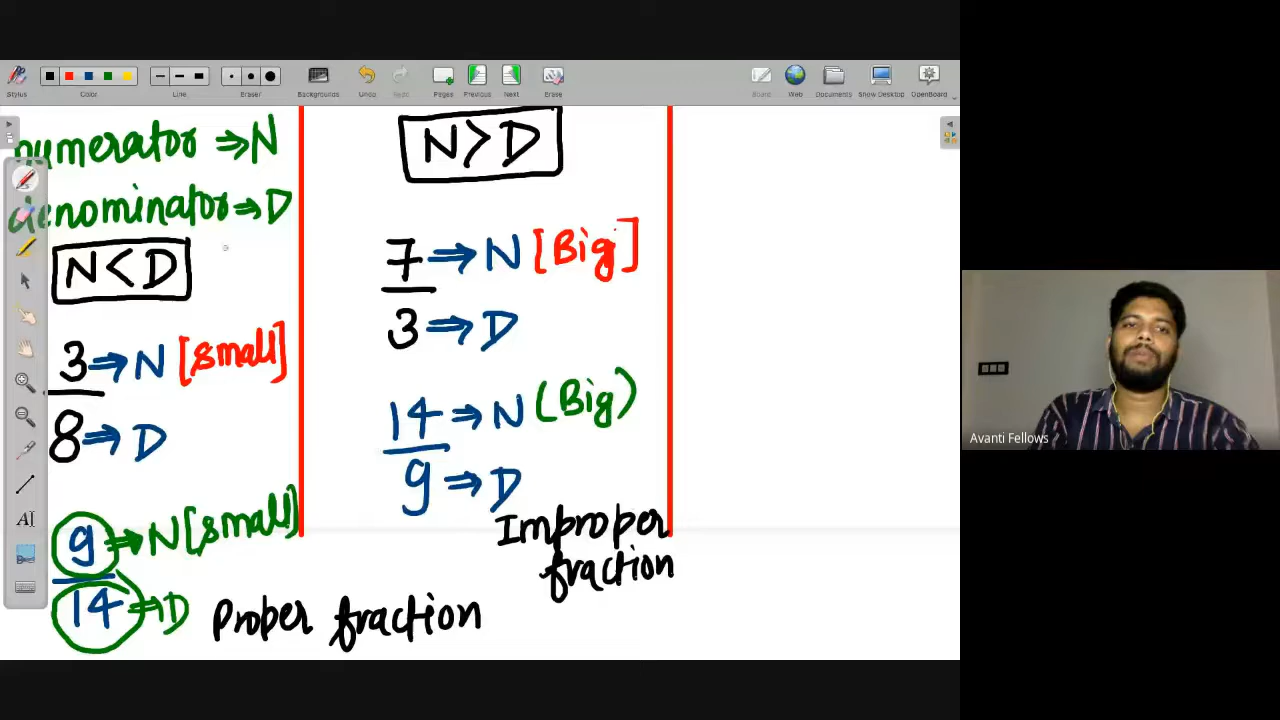 Stylus
Color
Line
Eraser
Backgrounds
Undo
Redo
Pages
Previous
Next
Erase
Board
Web
Documents
Show Desktop
OpenBoard
numerator ⇒ N
denominator ⇒ D
N < D
3 ⇒ N [small]
8 ⇒ D
9 ⇒ N [small]
14 ⇒ D
Proper fraction
N > D
7 ⇒ N [Big]
3 ⇒ D
14 ⇒ N (Big)
9 ⇒ D
Improper
fraction
Avanti Fellows